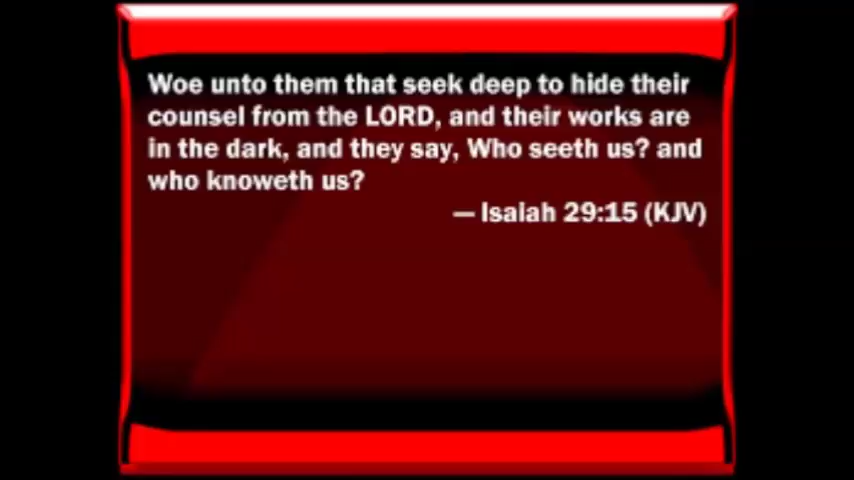 Woe unto them that seek deep to hide their
counsel from the LORD, and their works are
in the dark, and they say, Who seeth us? and
who knoweth us?
— Isaiah 29:15 (KJV)